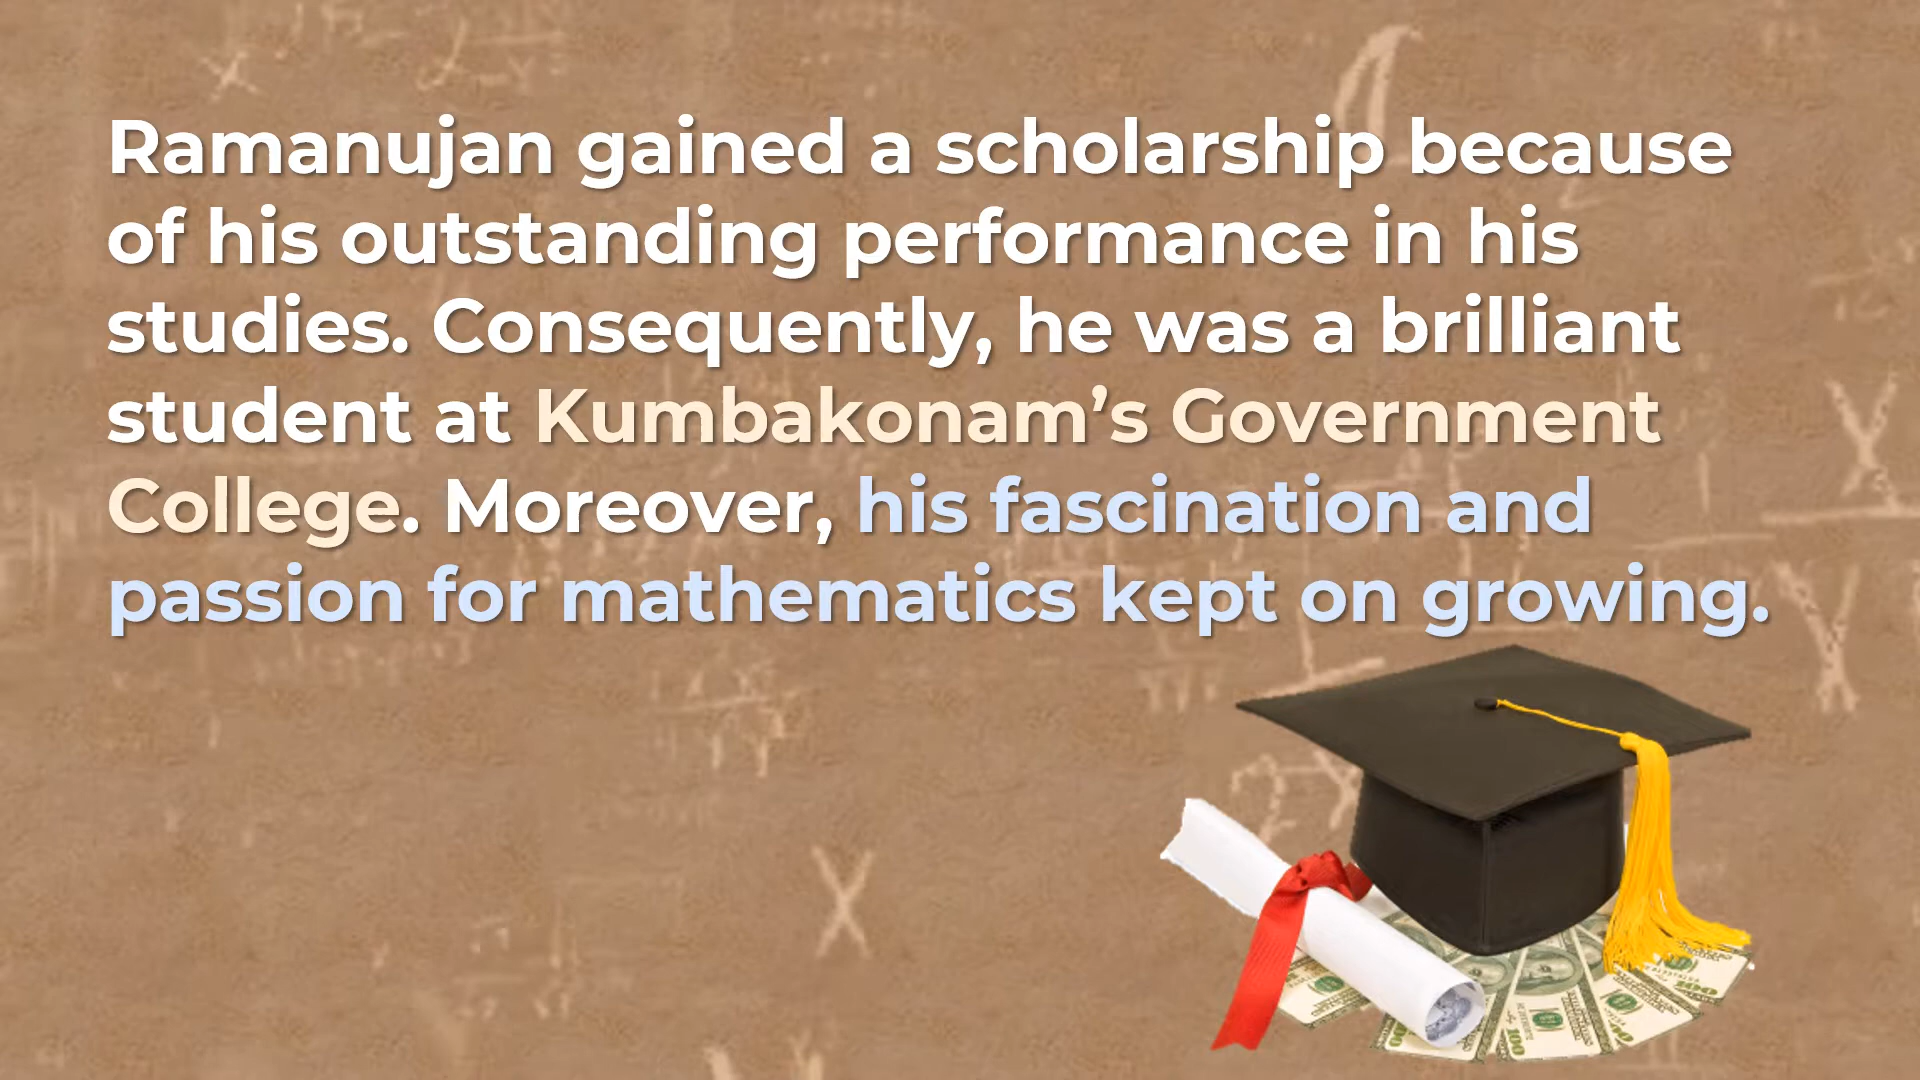 Ramanujan gained a scholarship because
of his outstanding performance in his
studies. Consequently, he was a brilliant
student at Kumbakonam’s Government
College. Moreover, his fascination and
passion for mathematics kept on growing.